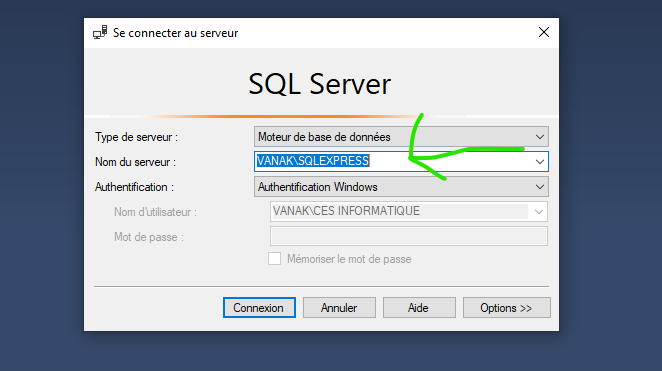 Se connecter au serveur
SQL Server
Type de serveur : Moteur de base de données
Nom du serveur : VANAK\SQLEXPRESS
Authentification : Authentification Windows
Nom d'utilisateur : VANAK\CES INFORMATIQUE
Mot de passe :
Mémoriser le mot de passe
Connexion Annuler Aide Options >>